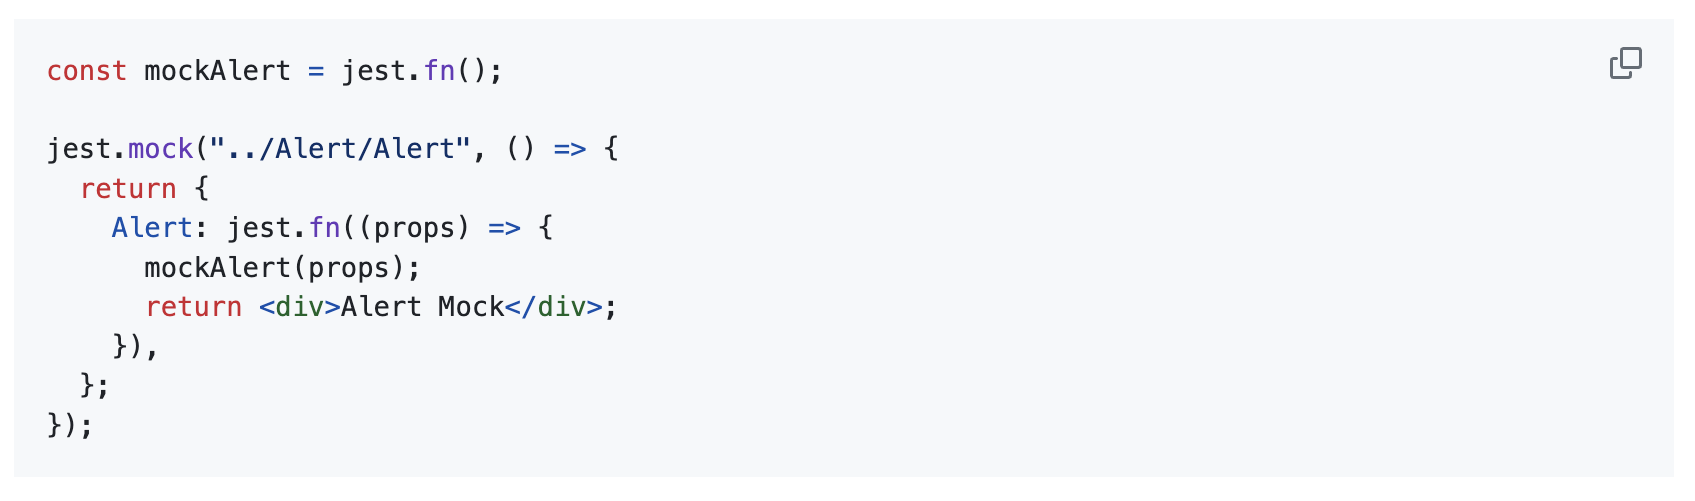 const mockAlert = jest.fn();

jest.mock("../Alert/Alert", () => {
  return {
    Alert: jest.fn((props) => {
      mockAlert(props);
      return <div>Alert Mock</div>;
    }),
  };
});